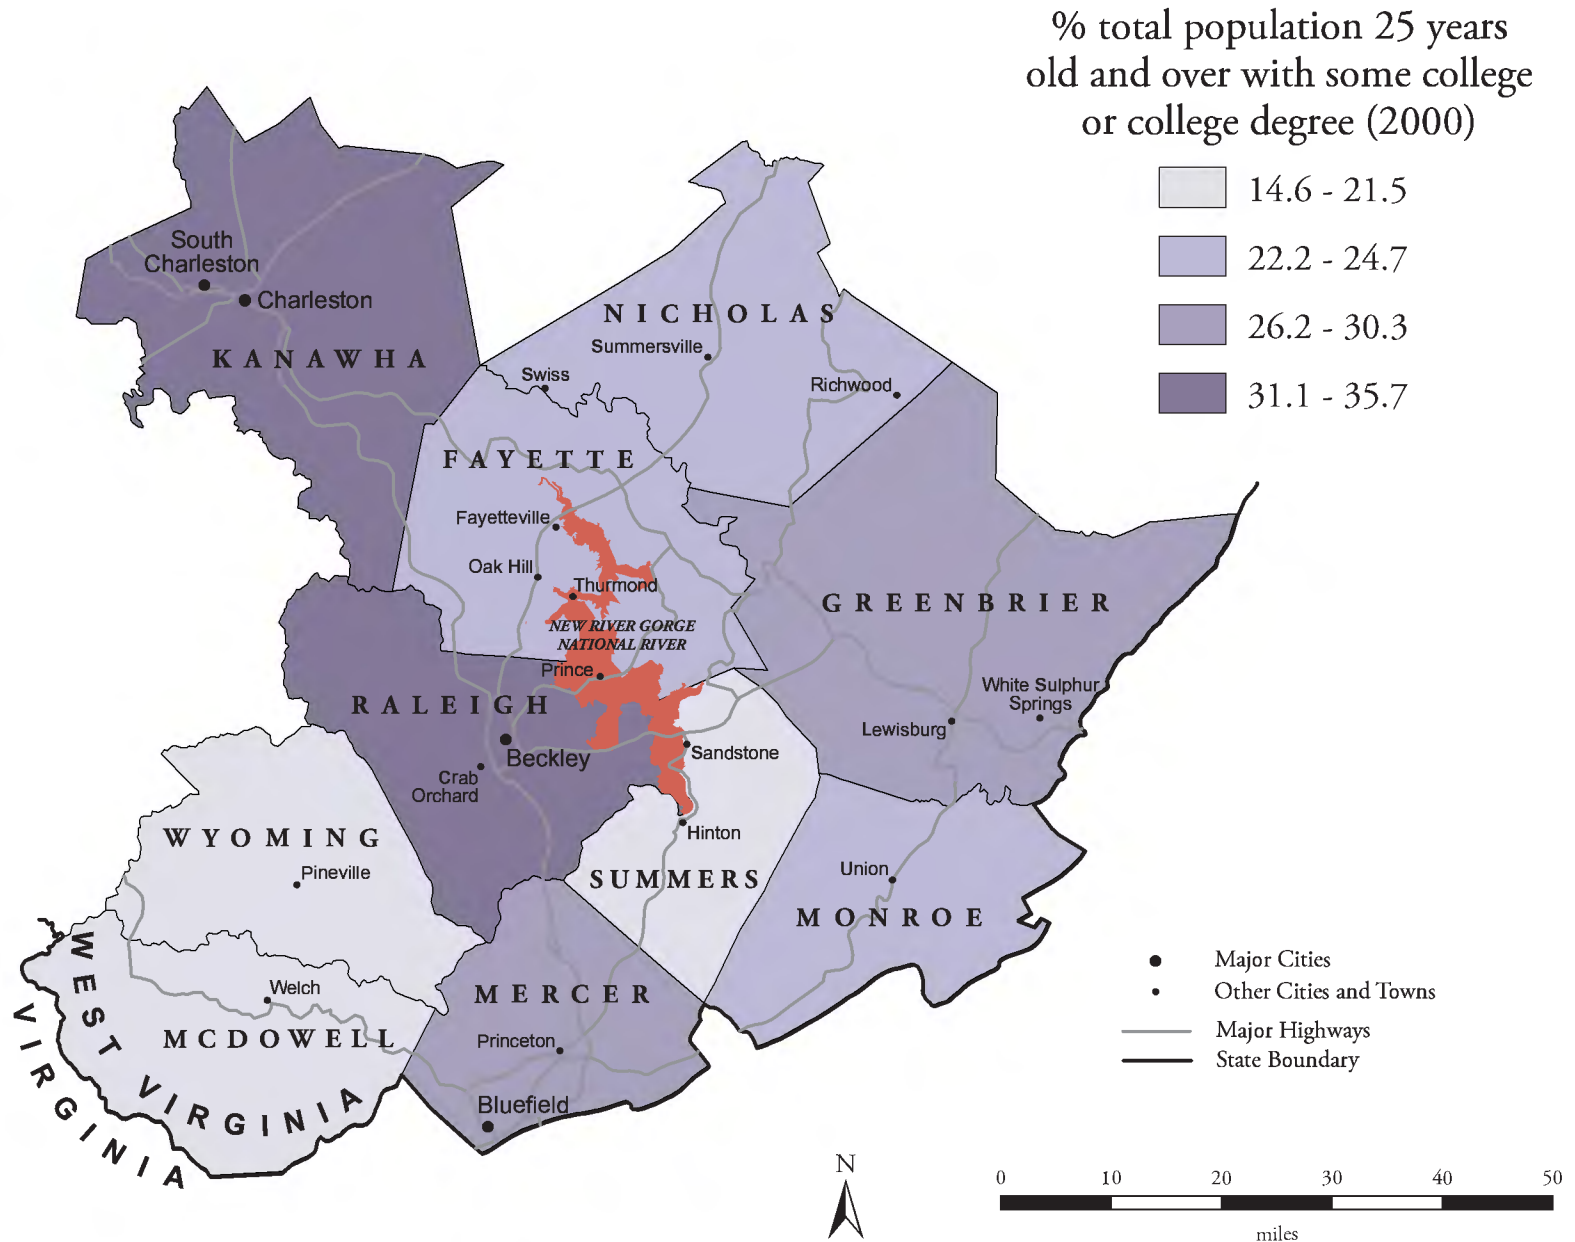 % total population 25 years
old and over with some college
or college degree (2000)
14.6 - 21.5
22.2 - 24.7
26.2 - 30.3
31.1 - 35.7
South
Charleston
Charleston
KANAWHA
NICHOLAS
Summersville
Swiss
Richwood
FAYETTE
Fayetteville
Oak Hill
Thurmond
NEW RIVER GORGE
NATIONAL RIVER
Prince
GREENBRIER
White Sulphur
Springs
Lewisburg
RALEIGH
Beckley
Crab
Orchard
Sandstone
Hinton
SUMMERS
WYOMING
Pineville
Union
MONROE
WEST VIRGINIA
VIRGINIA
Welch
MCDOWELL
MERCER
Princeton
Bluefield
Major Cities
Other Cities and Towns
Major Highways
State Boundary
N
0 10 20 30 40 50
miles